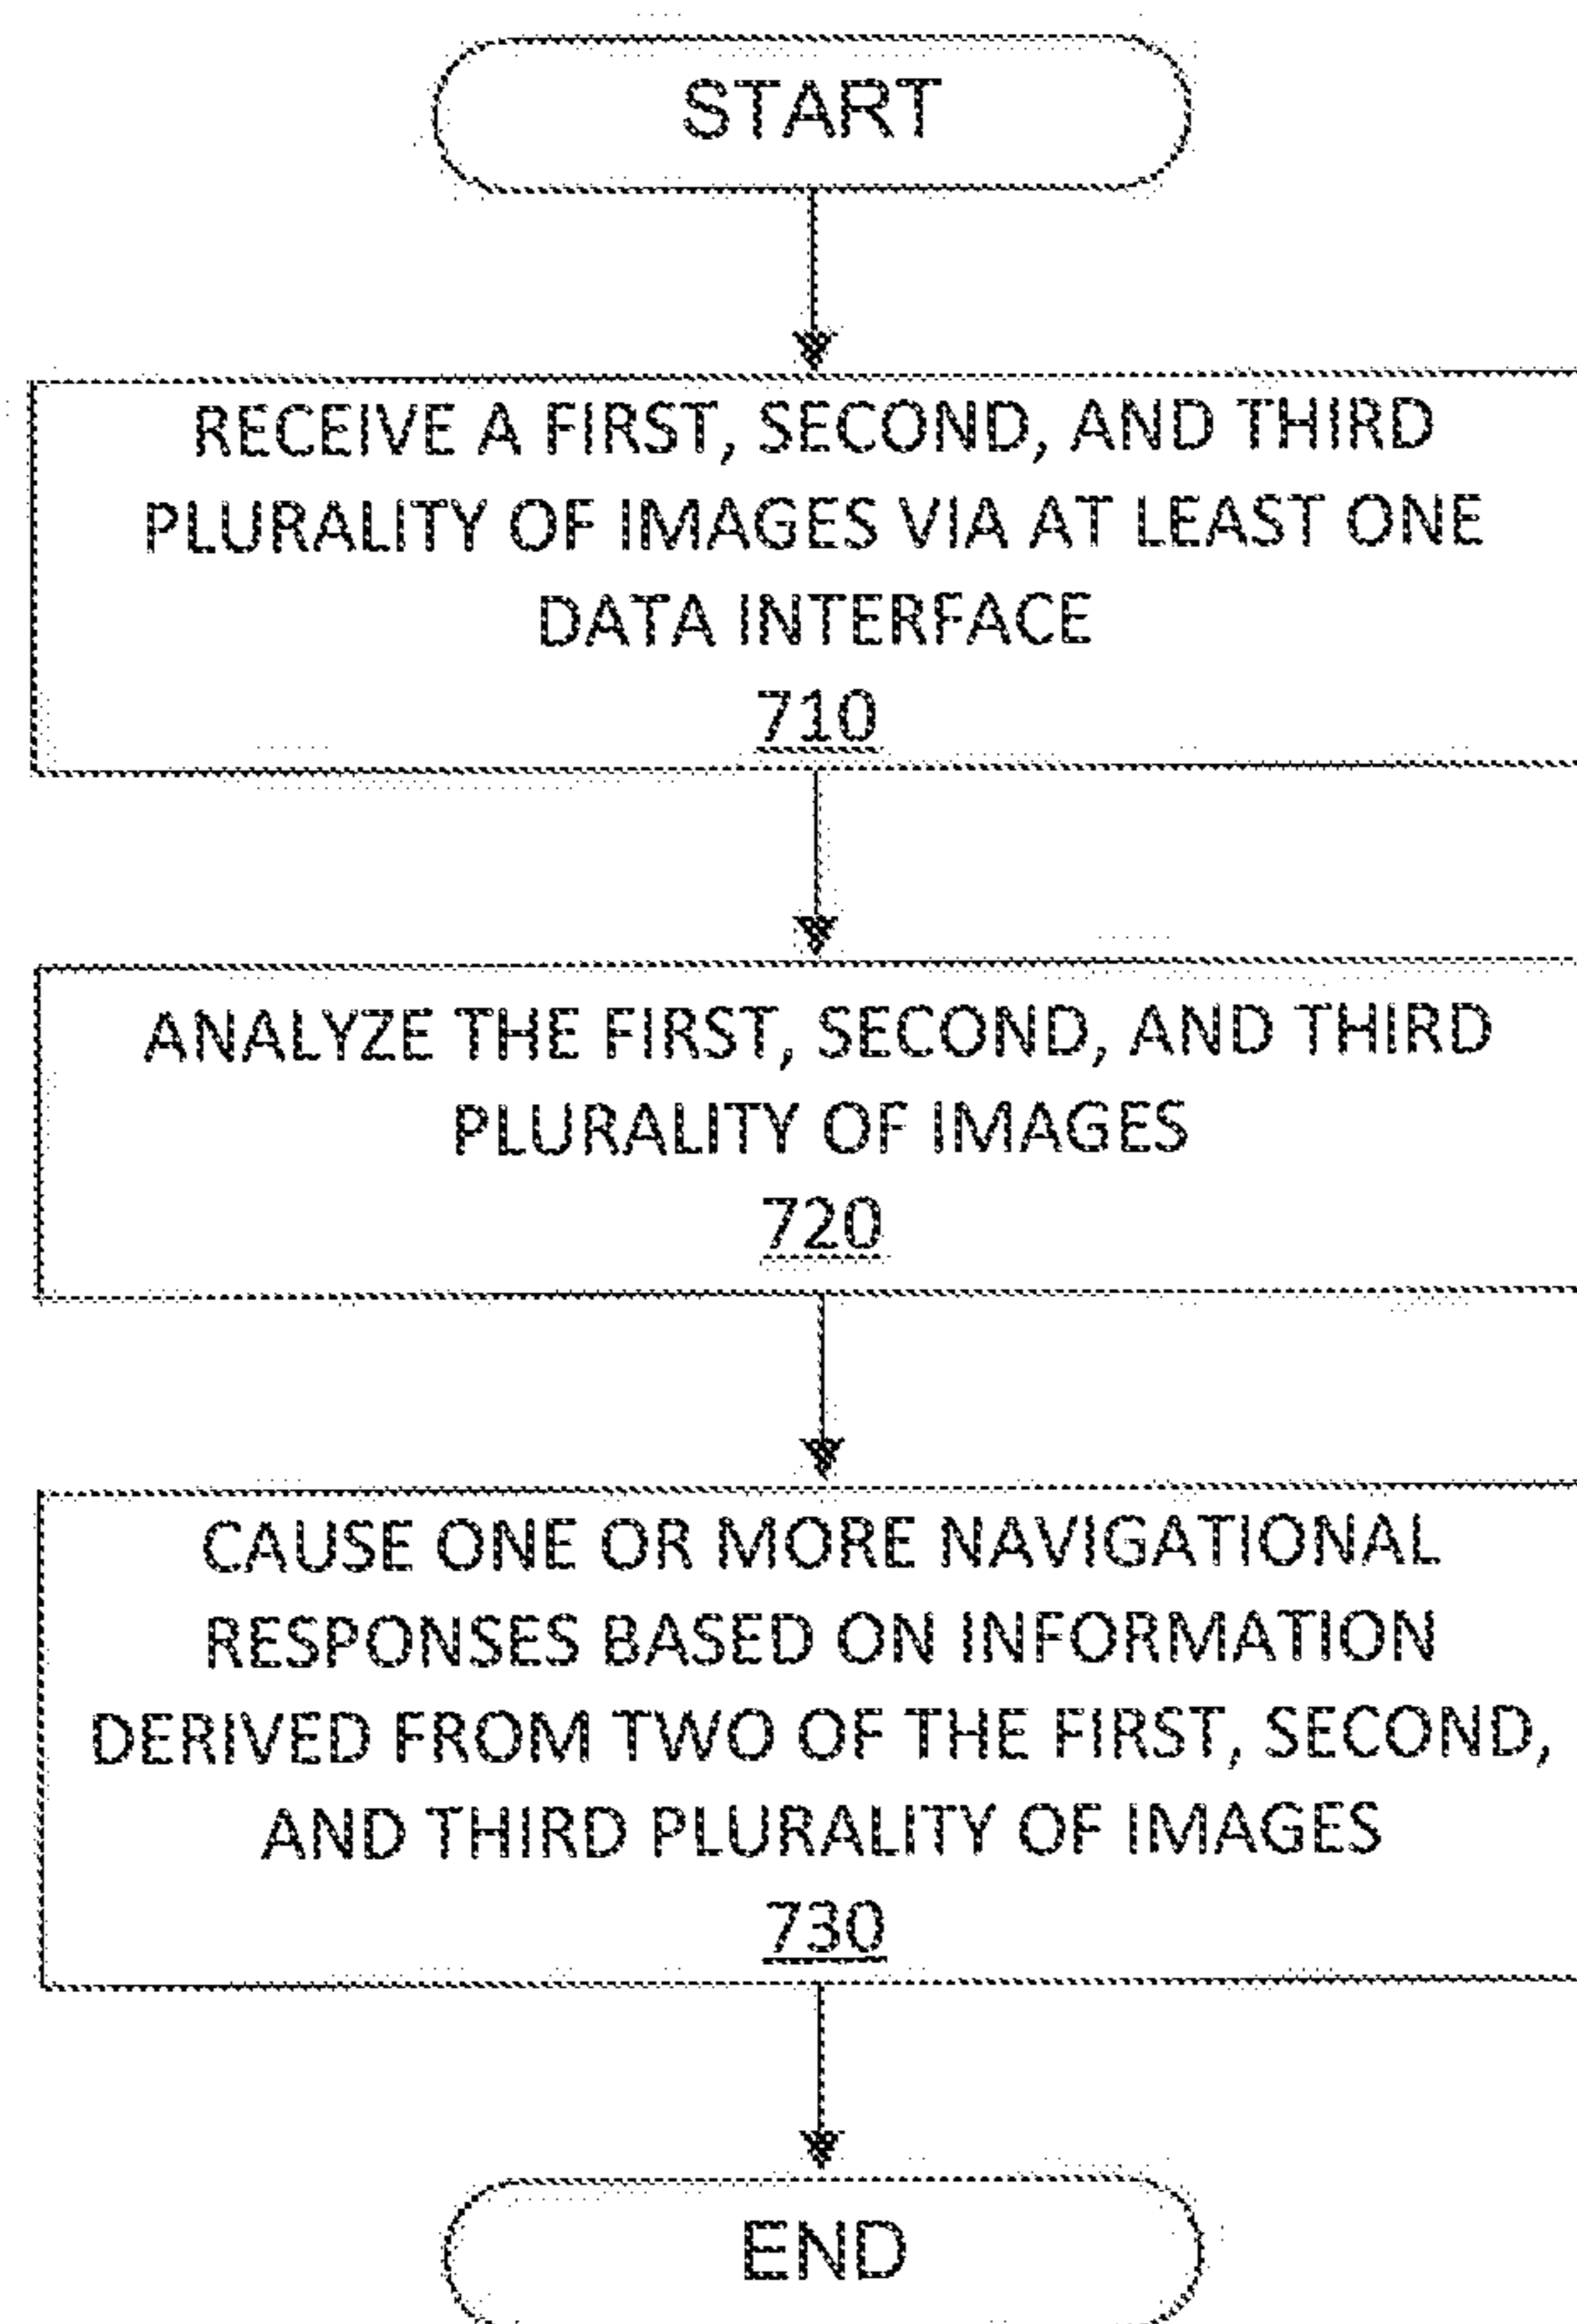 START
RECEIVE A FIRST, SECOND, AND THIRD
PLURALITY OF IMAGES VIA AT LEAST ONE
DATA INTERFACE
710
ANALYZE THE FIRST, SECOND, AND THIRD
PLURALITY OF IMAGES
720
CAUSE ONE OR MORE NAVIGATIONAL
RESPONSES BASED ON INFORMATION
DERIVED FROM TWO OF THE FIRST, SECOND,
AND THIRD PLURALITY OF IMAGES
730
END